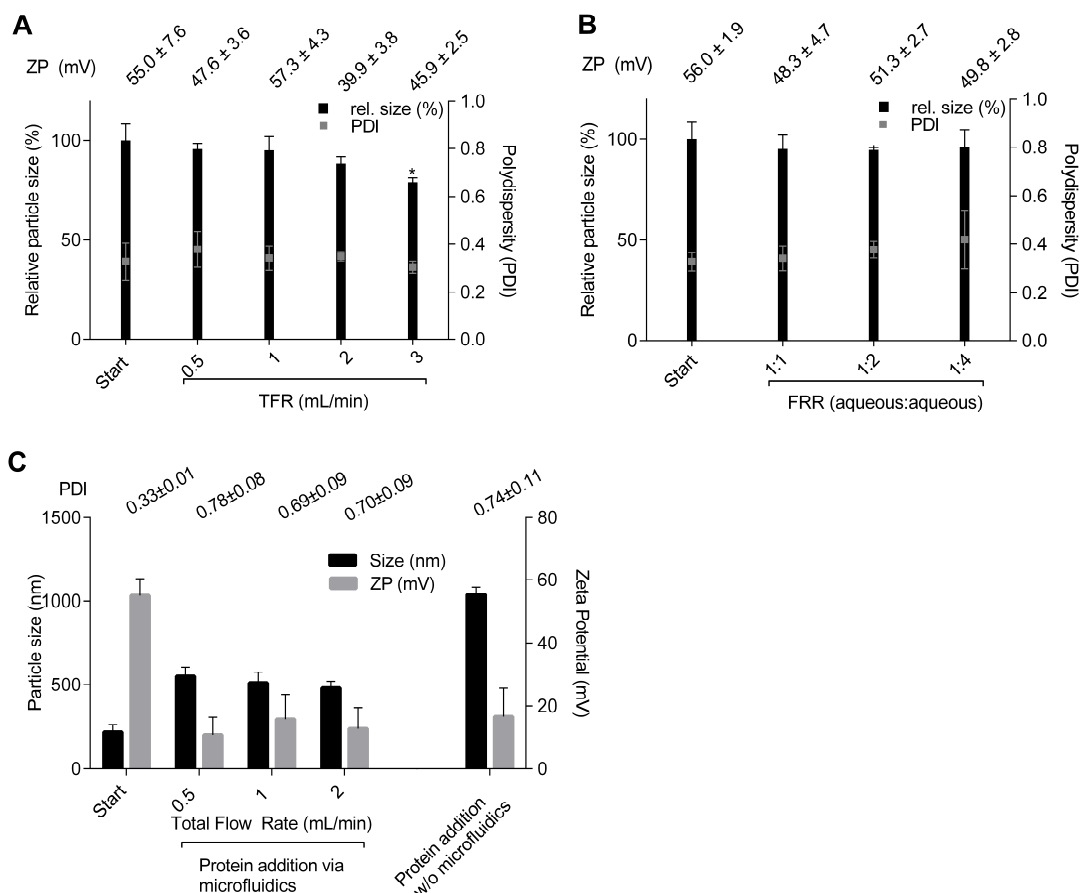 A
ZP (mV)
55.0 ± 7.6
47.6 ± 3.6
57.3 ± 4.3
39.9 ± 3.8
45.9 ± 2.5
rel. size (%)
PDI
Relative particle size (%)
100
50
0
*
1.0
0.8
0.6
0.4
0.2
0.0
Polydispersity (PDI)
Start
0.5
1
2
3
TFR (mL/min)
B
ZP (mV)
56.0 ± 1.9
48.3 ± 4.7
51.3 ± 2.7
49.8 ± 2.8
rel. size (%)
PDI
Relative particle size (%)
100
50
0
1.0
0.8
0.6
0.4
0.2
0.0
Polydispersity (PDI)
Start
1:1
1:2
1:4
FRR (aqueous:aqueous)
C
PDI
0.33±0.01
0.78±0.08
0.69±0.09
0.70±0.09
0.74±0.11
Size (nm)
ZP (mV)
Particle size (nm)
1500
1000
500
0
80
60
40
20
0
Zeta Potential (mV)
Start
0.5
1
2
Total Flow Rate (mL/min)
Protein addition via
microfluidics
Protein addition
w/o microfluidics